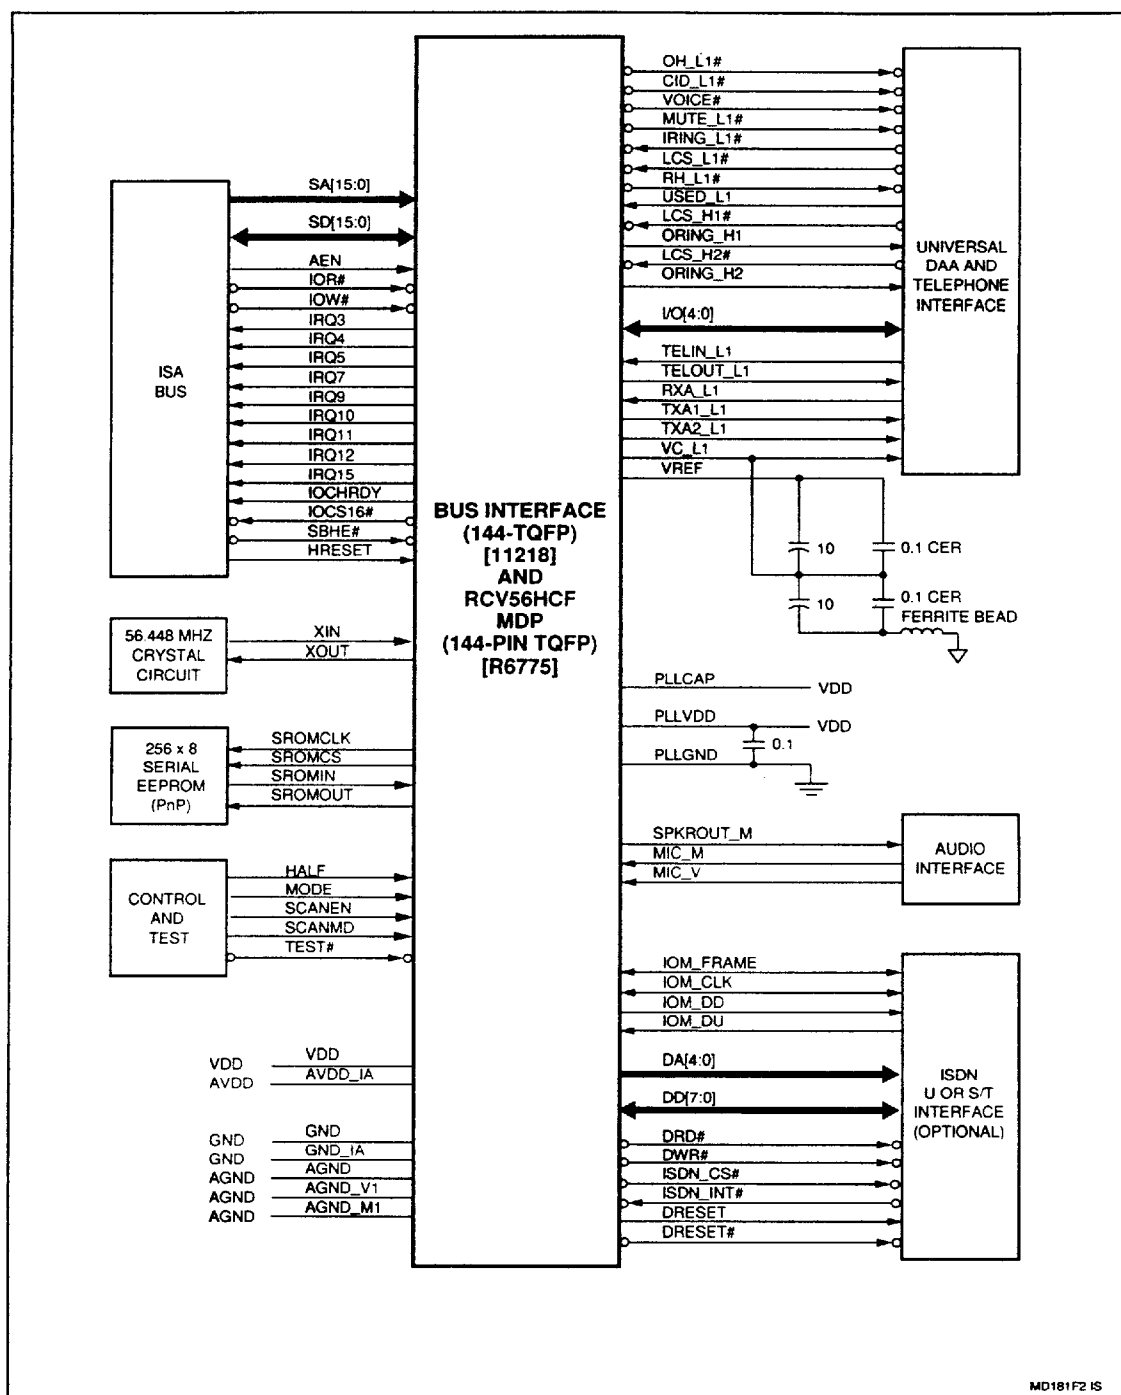 SA[15:0]
SD[15:0]
AEN
IOR#
IOW#
IRQ3
IRQ4
IRQ5
IRQ7
IRQ9
IRQ10
IRQ11
IRQ12
IRQ15
IOCHRDY
IOCS16#
SBHE#
HRESET
ISA
BUS
56.448 MHZ
CRYSTAL
CIRCUIT
XIN
XOUT
256 x 8
SERIAL
EEPROM
(PnP)
SROMCLK
SROMCS
SROMIN
SROMOUT
CONTROL
AND
TEST
HALF
MODE
SCANEN
SCANMD
TEST#
VDD
VDD
AVDD
AVDD_IA
GND
GND
GND
GND_IA
AGND
AGND
AGND
AGND_V1
AGND
AGND_M1
BUS INTERFACE
(144-TQFP)
[11218]
AND
RCV56HCF
MDP
(144-PIN TQFP)
[R6775]
OH_L1#
CID_L1#
VOICE#
MUTE_L1#
IRING_L1#
LCS_L1#
RH_L1#
USED_L1
LCS_H1#
ORING_H1
LCS_H2#
ORING_H2
I/O[4:0]
TELIN_L1
TELOUT_L1
RXA_L1
TXA1_L1
TXA2_L1
VC_L1
VREF
UNIVERSAL
DAA AND
TELEPHONE
INTERFACE
10
0.1 CER
10
0.1 CER
FERRITE BEAD
PLLCAP
VDD
PLLVDD
VDD
0.1
PLLGND
SPKROUT_M
MIC_M
MIC_V
AUDIO
INTERFACE
IOM_FRAME
IOM_CLK
IOM_DD
IOM_DU
DA[4:0]
DD[7:0]
DRD#
DWR#
ISDN_CS#
ISDN_INT#
DRESET
DRESET#
ISDN
U OR S/T
INTERFACE
(OPTIONAL)
MD181F2 IS